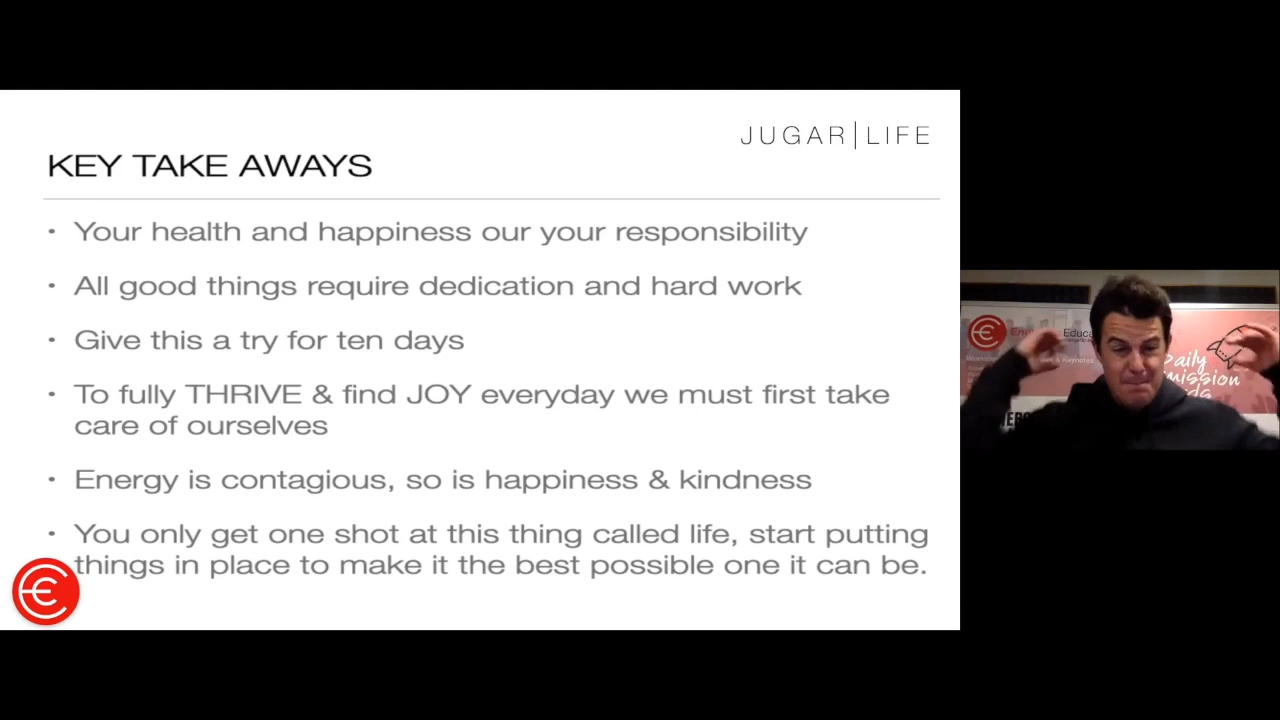 JUGAR|LIFE
KEY TAKE AWAYS
• Your health and happiness our your responsibility
• All good things require dedication and hard work
• Give this a try for ten days
• To fully THRIVE & find JOY everyday we must first take
care of ourselves
• Energy is contagious, so is happiness & kindness
• You only get one shot at this thing called life, start putting
things in place to make it the best possible one it can be.
Daily